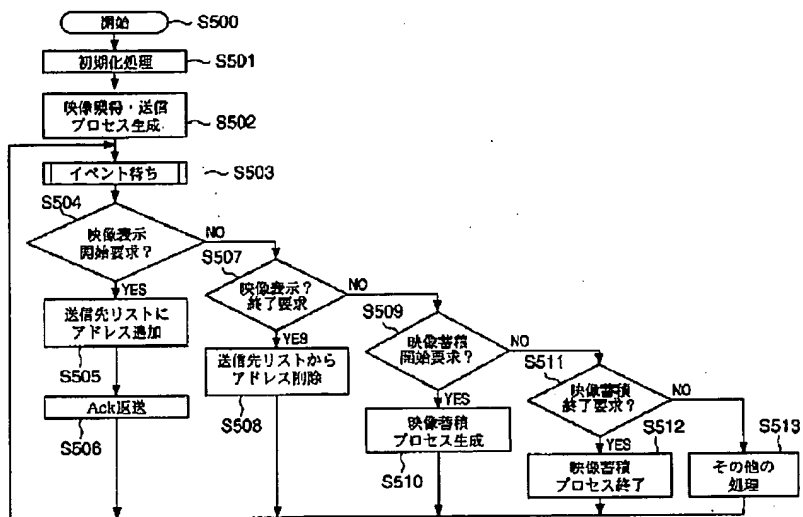 開始
S500
初期化処理
S501
映像獲得・送信
プロセス生成
S502
イベント待ち
S503
S504
映像表示
開始要求?
NO
YES
送信先リストに
アドレス追加
S505
Ack返送
S506
S507
映像表示?
終了要求
NO
YES
送信先リストから
アドレス削除
S508
S509
映像蓄積
開始要求?
NO
YES
映像蓄積
プロセス生成
S510
S511
映像蓄積
終了要求?
NO
YES
S512
映像蓄積
プロセス終了
S513
その他の
処理